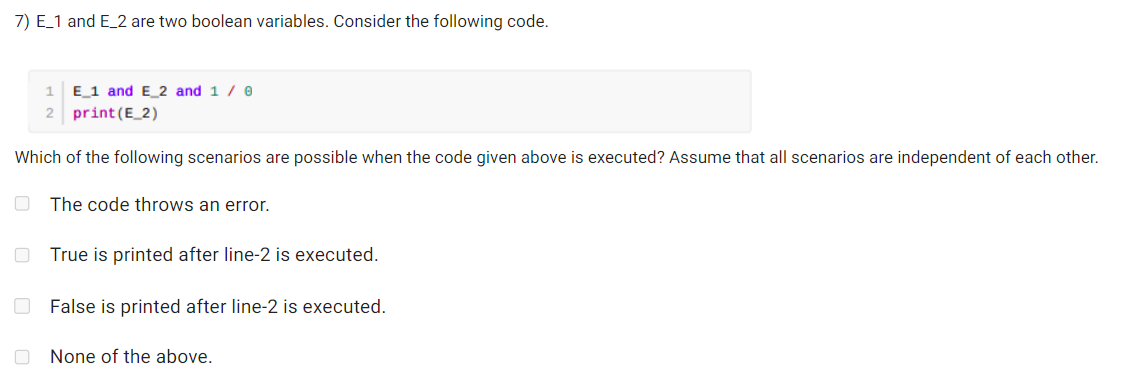 7) E_1 and E_2 are two boolean variables. Consider the following code.
1 E_1 and E_2 and 1 / 0
2 print(E_2)
Which of the following scenarios are possible when the code given above is executed? Assume that all scenarios are independent of each other.
The code throws an error.
True is printed after line-2 is executed.
False is printed after line-2 is executed.
None of the above.